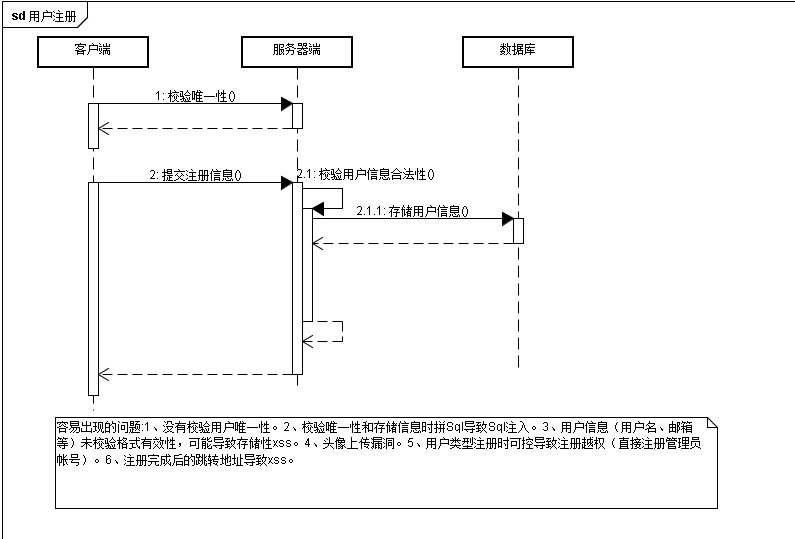 sd 用户注册
客户端
服务器端
数据库
1: 校验唯一性()
2: 提交注册信息()
2.1: 校验用户信息合法性()
2.1.1: 存储用户信息()
容易出现的问题:1、没有校验用户唯一性。2、校验唯一性和存储信息时拼Sql导致Sql注入。3、用户信息（用户名、邮箱
等）未校验格式有效性，可能导致存储性xss。4、头像上传漏洞。5、用户类型注册时可控导致注册越权（直接注册管理员
帐号）。6、注册完成后的跳转地址导致xss。